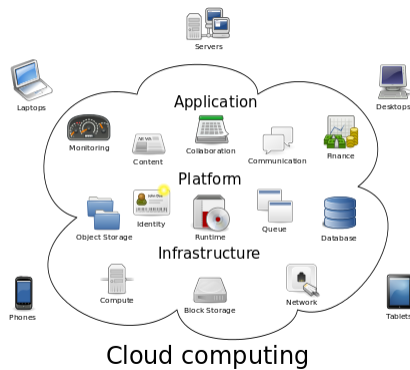 Servers
Laptops
Desktops
Application
Monitoring
Content
Collaboration
Communication
Finance
Platform
Object Storage
Identity
Runtime
Queue
Database
Infrastructure
Compute
Block Storage
Network
Phones
Tablets
Cloud computing